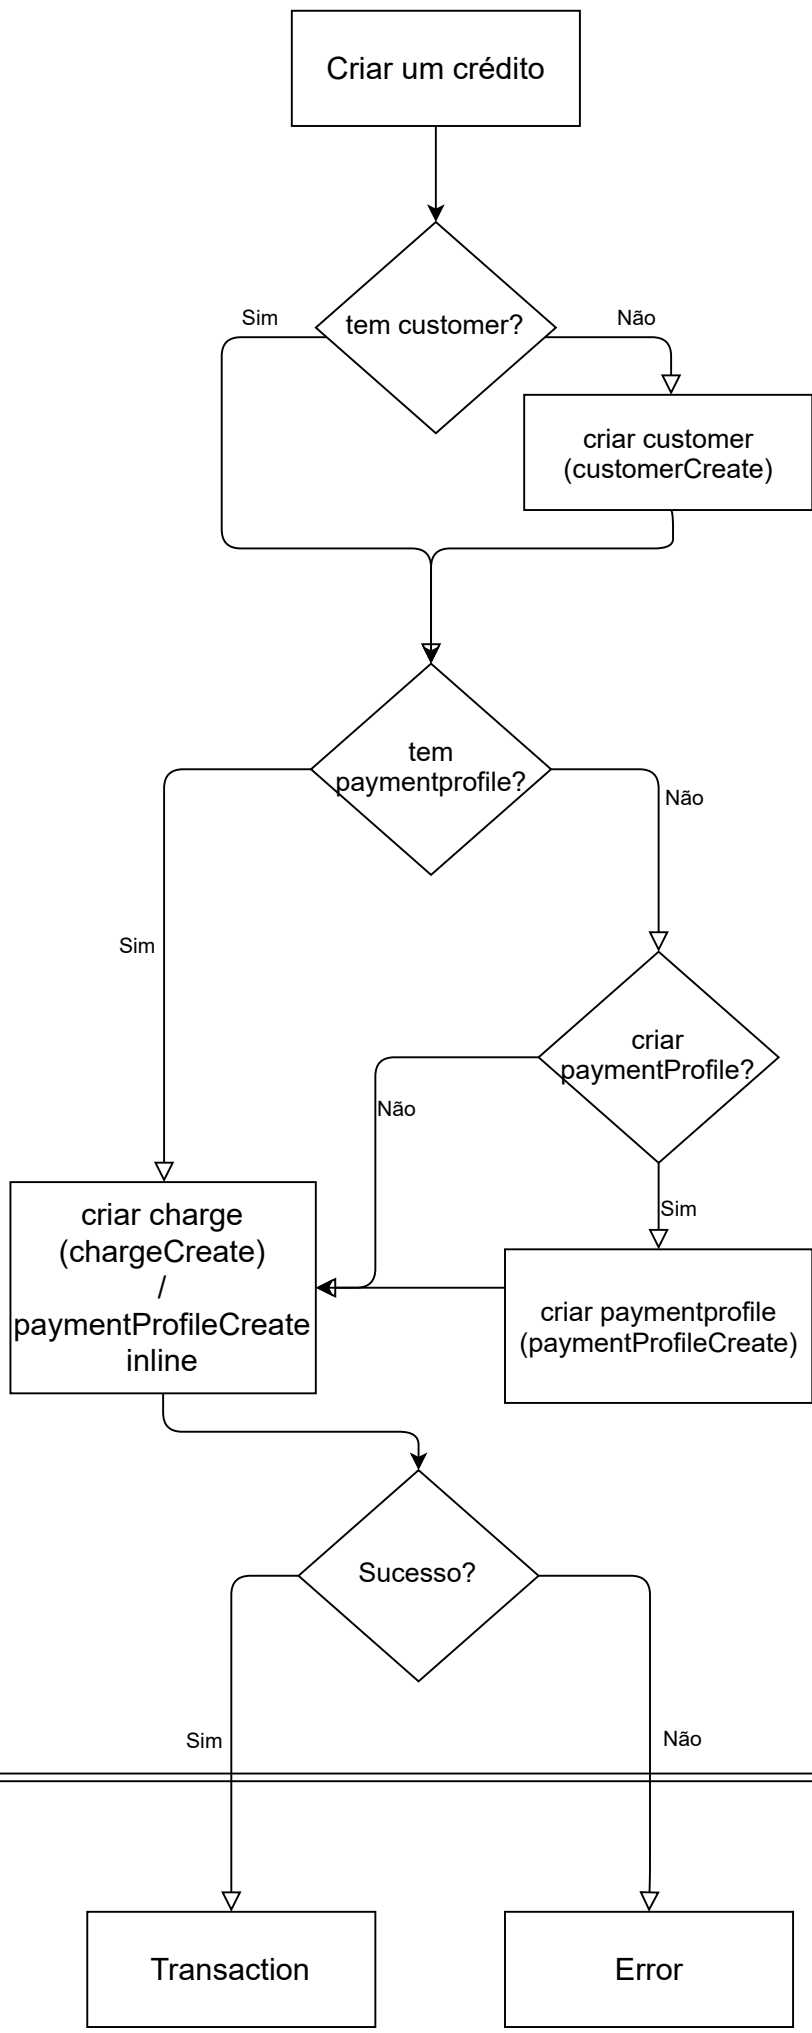 Criar um crédito
tem customer?
Sim
Não
criar customer
(customerCreate)
tem
paymentprofile?
Não
Sim
criar
paymentProfile?
Não
Sim
criar charge
(chargeCreate)
/
paymentProfileCreate
inline
criar paymentprofile
(paymentProfileCreate)
Sucesso?
Sim
Não
Transaction
Error